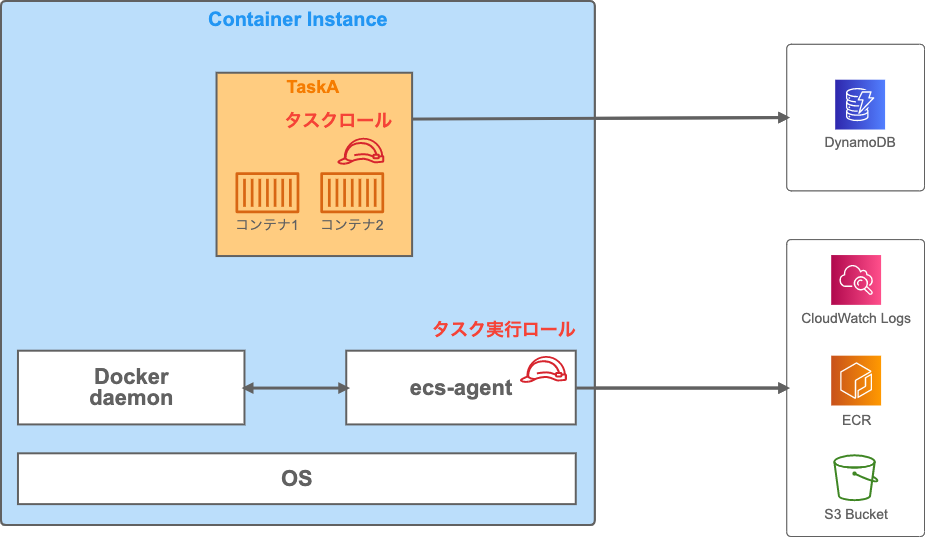 Container Instance
TaskA
タスクロール
コンテナ1
コンテナ2
DynamoDB
タスク実行ロール
Docker
daemon
ecs-agent
OS
CloudWatch Logs
ECR
S3 Bucket